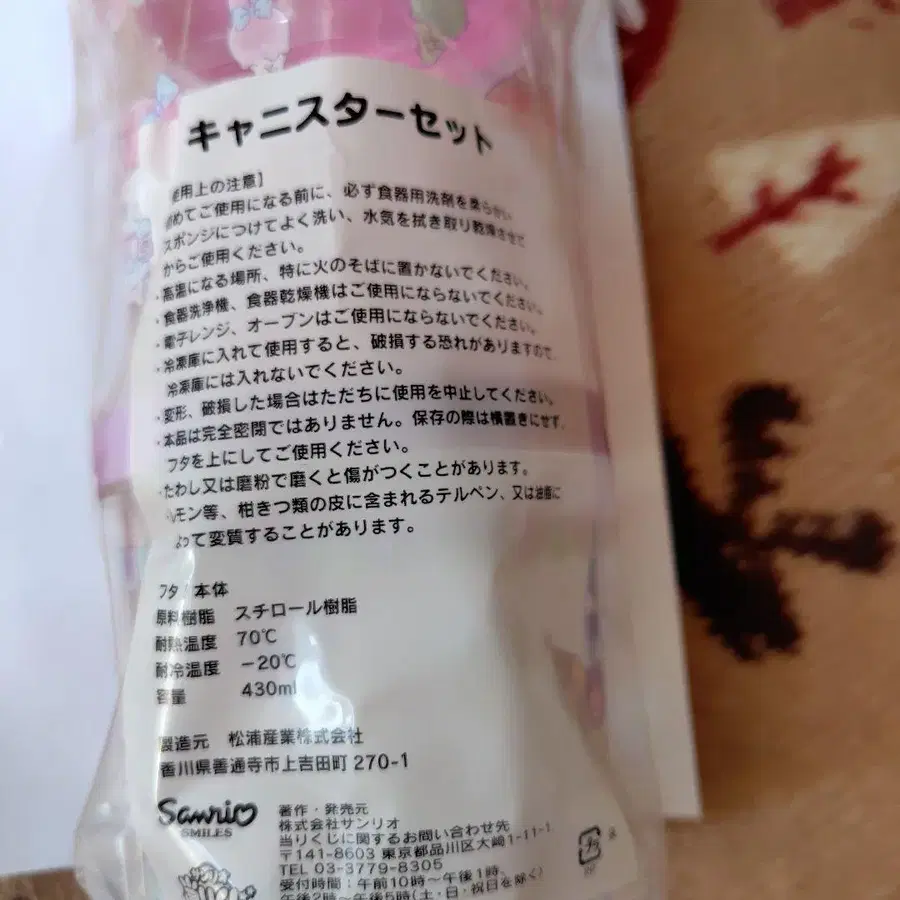 キャニスターセット
使用上の注意】
初めてご使用になる前に、必ず食器用洗剤を柔らかい
スポンジにつけてよく洗い、水気を拭き取り乾燥させて
からご使用ください。
・高温になる場所、特に火のそばに置かないでください。
・食器洗浄機、食器乾燥機はご使用にならないでください。
・電子レンジ、オーブンはご使用にならないでください。
・冷凍庫に入れて使用すると、破損する恐れがありますので、
冷凍庫には入れないでください。
・変形、破損した場合はただちに使用を中止してください。
・本品は完全密閉ではありません。保存の際は横置きにせず、
フタを上にしてご使用ください。
・たわし又は磨粉で磨くと傷がつくことがあります。
レモン等、柑きつ類の皮に含まれるテルペン、又は油脂に
よって変質することがあります。
フタ/本体
原料樹脂 スチロール樹脂
耐熱温度 70℃
耐冷温度 -20℃
容量 430ml
製造元 松浦産業株式会社
香川県善通寺市上吉田町 270-1
Sanrio
SMILES
著作・発売元
株式会社サンリオ
当りくじに関するお問い合わせ先
〒141-8603 東京都品川区大崎1-11-1
TEL 03-3779-8305
受付時間:午前10時〜午後1時、
午後2時〜午後5時(土・日・祝日を除く)